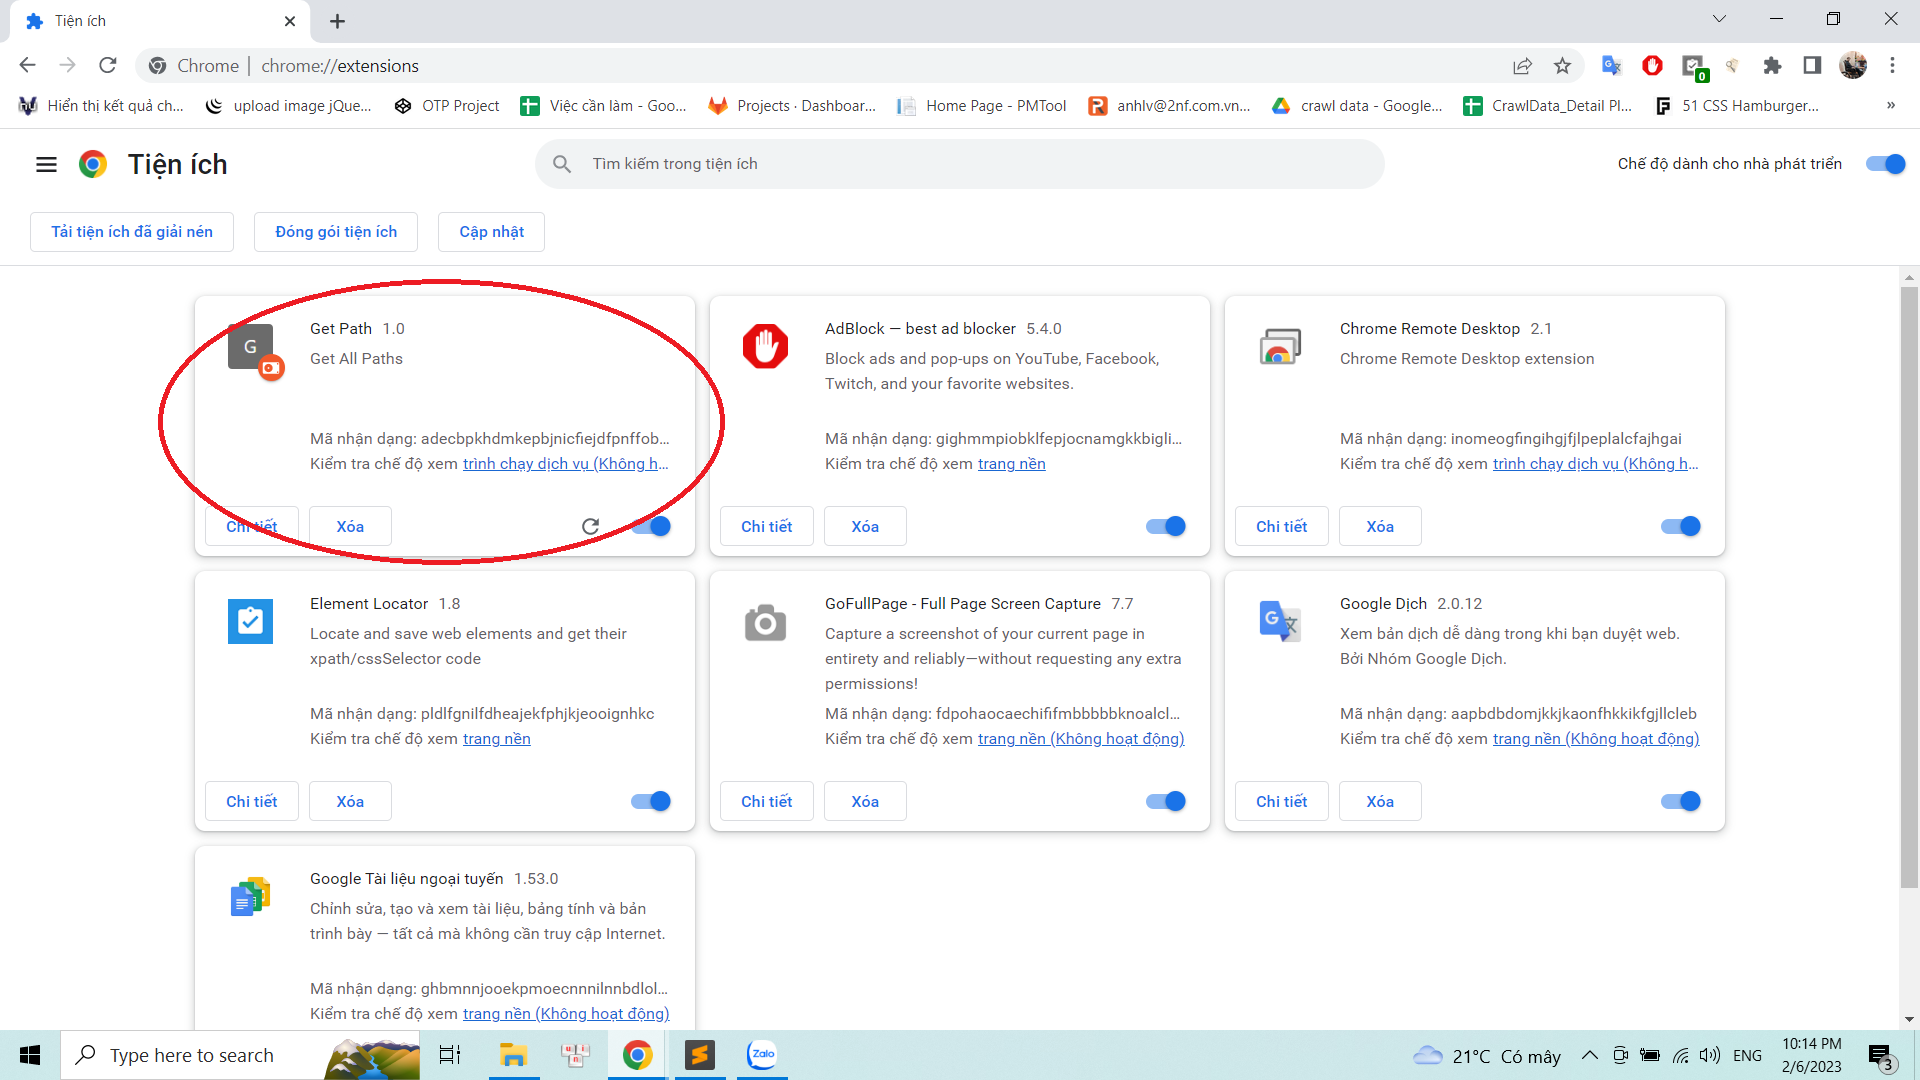 Tiện ích
Chrome | chrome://extensions
0
Hiển thị kết quả ch...
upload image jQue...
OTP Project
Việc cần làm - Goo...
Projects · Dashboar...
Home Page - PMTool
anhlv@2nf.com.vn...
crawl data - Google...
CrawlData_Detail Pl...
51 CSS Hamburger...
»
Tiện ích
Tìm kiếm trong tiện ích
Chế độ dành cho nhà phát triển
Tải tiện ích đã giải nén
Đóng gói tiện ích
Cập nhật
G
Get Path 1.0
Get All Paths
Mã nhận dạng: adecbpkhdmkepbjnicfiejdfpnffob...
Kiểm tra chế độ xem trình chạy dịch vụ (Không h...
Chi tiết
Xóa
AdBlock — best ad blocker 5.4.0
Block ads and pop-ups on YouTube, Facebook,
Twitch, and your favorite websites.
Mã nhận dạng: gighmmpiobklfepjocnamgkkbigli...
Kiểm tra chế độ xem trang nền
Chi tiết
Xóa
Chrome Remote Desktop 2.1
Chrome Remote Desktop extension
Mã nhận dạng: inomeogfingihgjfjlpeplalcfajhgai
Kiểm tra chế độ xem trình chạy dịch vụ (Không h...
Chi tiết
Xóa
Element Locator 1.8
Locate and save web elements and get their
xpath/cssSelector code
Mã nhận dạng: pldlfgnilfdheajekfphjkjeooignhkc
Kiểm tra chế độ xem trang nền
Chi tiết
Xóa
GoFullPage - Full Page Screen Capture 7.7
Capture a screenshot of your current page in
entirety and reliably—without requesting any extra
permissions!
Mã nhận dạng: fdpohaocaechififmbbbbbknoalcl...
Kiểm tra chế độ xem trang nền (Không hoạt động)
Chi tiết
Xóa
Google Dịch 2.0.12
Xem bản dịch dễ dàng trong khi bạn duyệt web.
Bởi Nhóm Google Dịch.
Mã nhận dạng: aapbdbdomjkkjkaonfhkkikfgjllcleb
Kiểm tra chế độ xem trang nền (Không hoạt động)
Chi tiết
Xóa
Google Tài liệu ngoại tuyến 1.53.0
Chỉnh sửa, tạo và xem tài liệu, bảng tính và bản
trình bày — tất cả mà không cần truy cập Internet.
Mã nhận dạng: ghbmnnjooekpmoecnnnilnnbdlol...
Kiểm tra chế độ xem trang nền (Không hoạt động)
Type here to search
Zalo
21°C Có mây
ENG
10:14 PM
2/6/2023
3